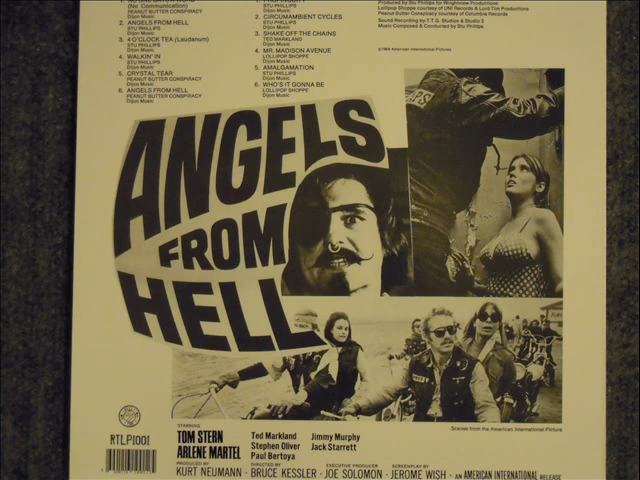 (No Communication)
PEANUT BUTTER CONSPIRACY
Dijon Music
2. ANGELS FROM HELL
STU PHILLIPS
Dijon Music
3. 4 O'CLOCK TEA (Laudanum)
STU PHILLIPS
Dijon Music
4. WALKIN' IN
STU PHILLIPS
Dijon Music
5. CRYSTAL TEAR
PEANUT BUTTER CONSPIRACY
Dijon Music
6. ANGELS FROM HELL
PEANUT BUTTER CONSPIRACY
Dijon Music
STU PHILLIPS
Dijon Music
2. CIRCUMAMBIENT CYCLES
STU PHILLIPS
Dijon Music
3. SHAKE OFF THE CHAINS
TED MARKLAND
Dijon Music
4. MR. MADISON AVENUE
LOLLIPOP SHOPPE
Dijon Music
5. AMALGAMATION
STU PHILLIPS
Dijon Music
6. WHO'S IT GONNA BE
LOLLIPOP SHOPPE
Dijon Music
Produced by Stu Phillips for Wrightview Productions
Lollipop Shoppe courtesy of UNI Records & Lord Tim Productions
Peanut Butter Conspiracy courtesy of Columbia Records
Sound Recording by T.T.G. Studios & Studio 3
Music Composed & Conducted by Stu Phillips
©1968 American International Pictures
ANGELS
FROM
HELL
Scenes from the American International Picture
RTLP1001
STARRING
TOM STERN
ARLENE MARTEL
Ted Markland
Stephen Oliver
Paul Bertoya
Jimmy Murphy
Jack Starrett
PRODUCED BY
KURT NEUMANN
DIRECTED BY
BRUCE KESSLER
EXECUTIVE PRODUCER
JOE SOLOMON
SCREENPLAY BY
JEROME WISH
AN AMERICAN INTERNATIONAL RELEASE